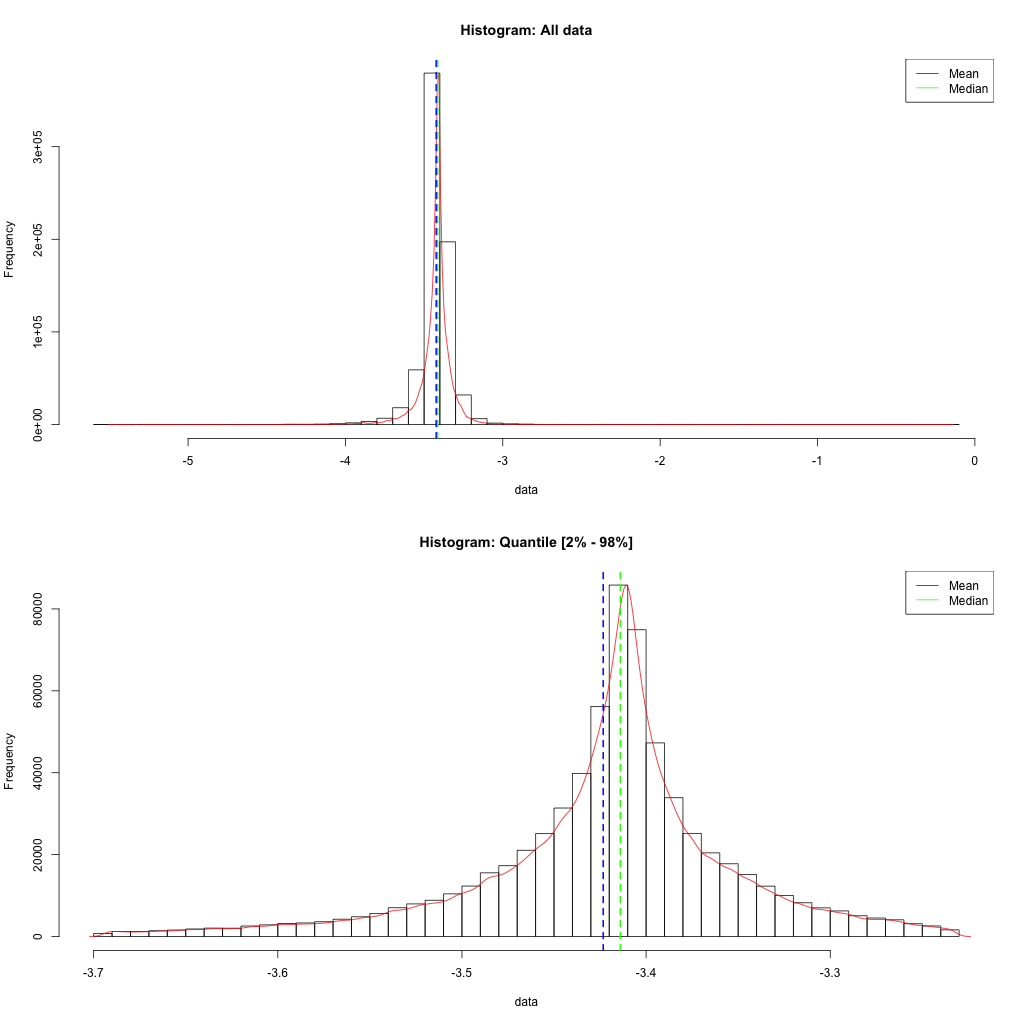 Histogram: All data
Mean
Median
Frequency
3e+05
2e+05
1e+05
0e+00
-5 -4 -3 -2 -1 0
data
Histogram: Quantile [2% - 98%]
Mean
Median
Frequency
80000
60000
40000
20000
0
-3.7 -3.6 -3.5 -3.4 -3.3
data